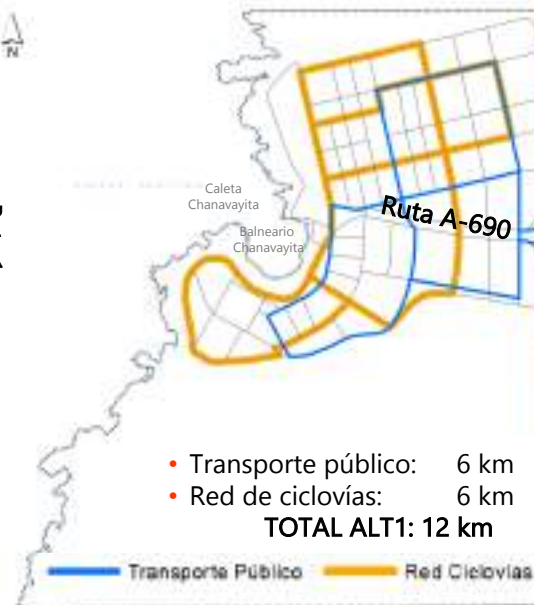 N
Caleta
Chanavayita
Balneario
Chanavayita
Ruta A-690
• Transporte público: 6 km
• Red de ciclovías: 6 km
TOTAL ALT1: 12 km
Transporte Público Red Ciclovías